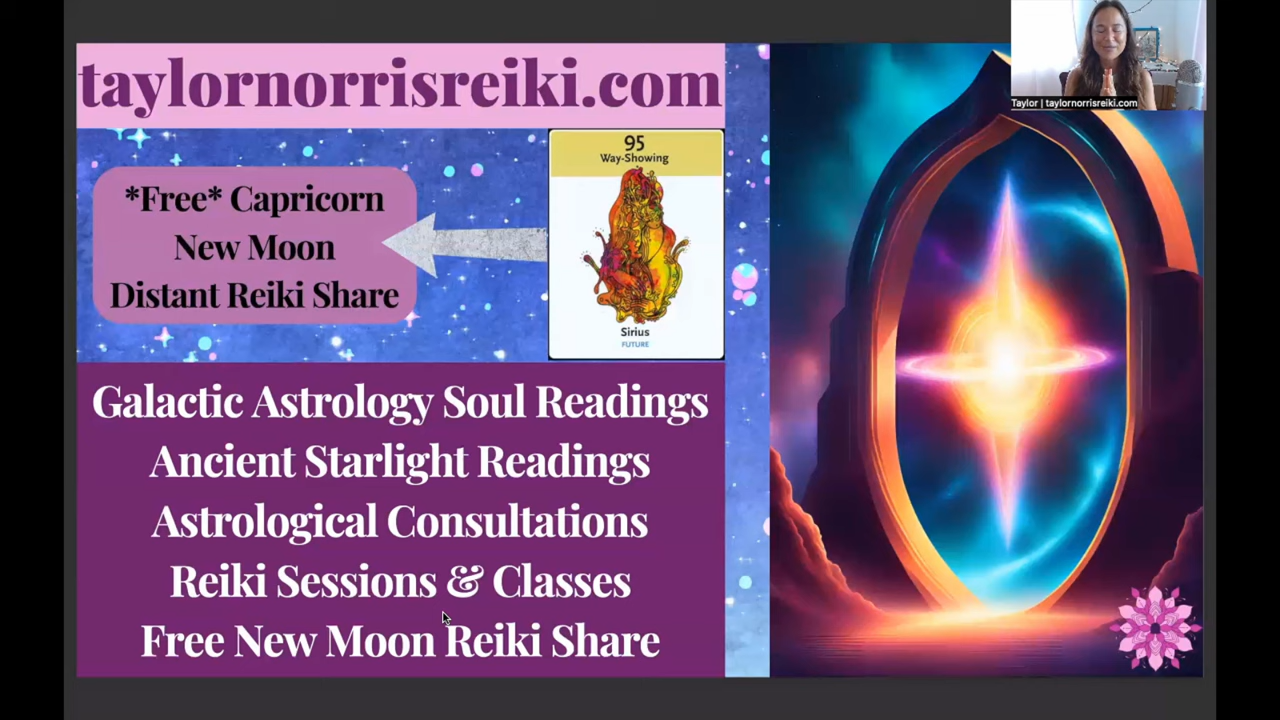 taylornorrisreiki.com
*Free* Capricorn
New Moon
Distant Reiki Share
95
Way-Showing
Sirius
FUTURE
Galactic Astrology Soul Readings
Ancient Starlight Readings
Astrological Consultations
Reiki Sessions & Classes
Free New Moon Reiki Share
Taylor | taylornorrisreiki.com